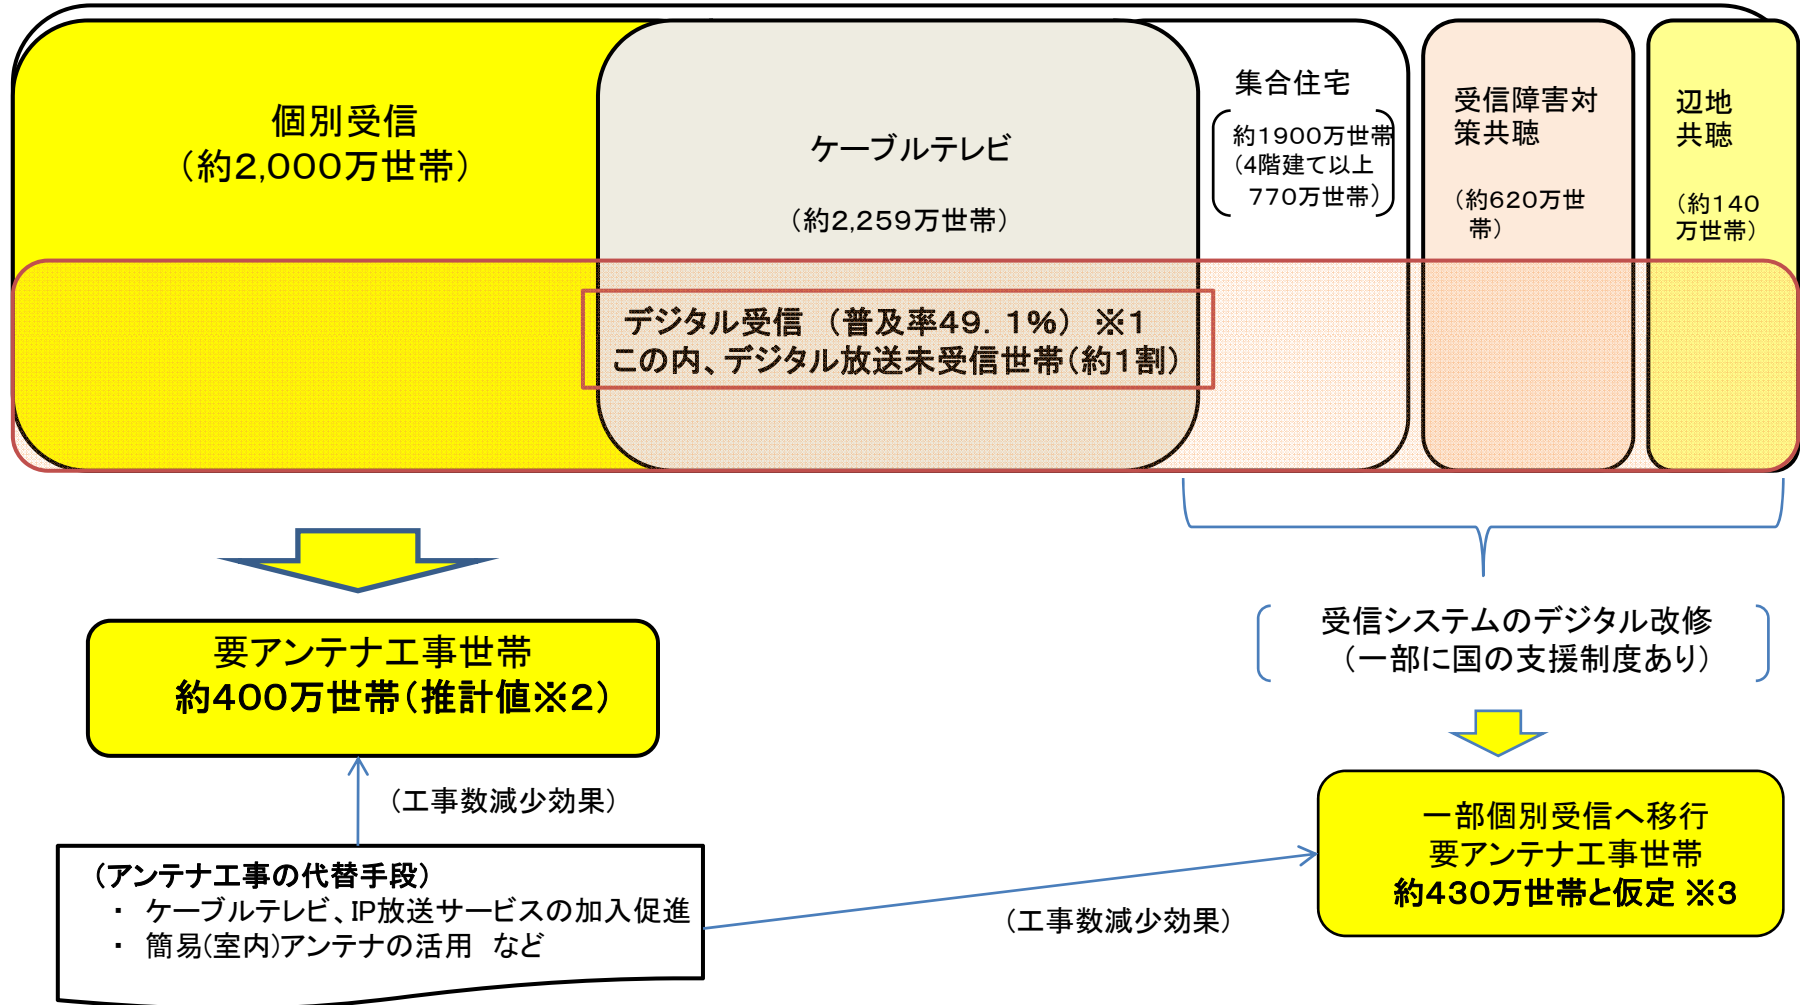 個別受信
（約2,000万世帯）
ケーブルテレビ
（約2,259万世帯）
集合住宅
約1900万世帯
（4階建て以上
770万世帯）
受信障害対
策共聴
（約620万世
帯）
辺地
共聴
（約140
万世帯）
デジタル受信 （普及率49．1%） ※1
この内、デジタル放送未受信世帯（約1割）
要アンテナ工事世帯
約400万世帯（推計値※2）
（工事数減少効果）
（アンテナ工事の代替手段）
・ ケーブルテレビ、IP放送サービスの加入促進
・ 簡易(室内)アンテナの活用 など
（工事数減少効果）
受信システムのデジタル改修
（一部に国の支援制度あり）
一部個別受信へ移行
要アンテナ工事世帯
約430万世帯と仮定 ※3